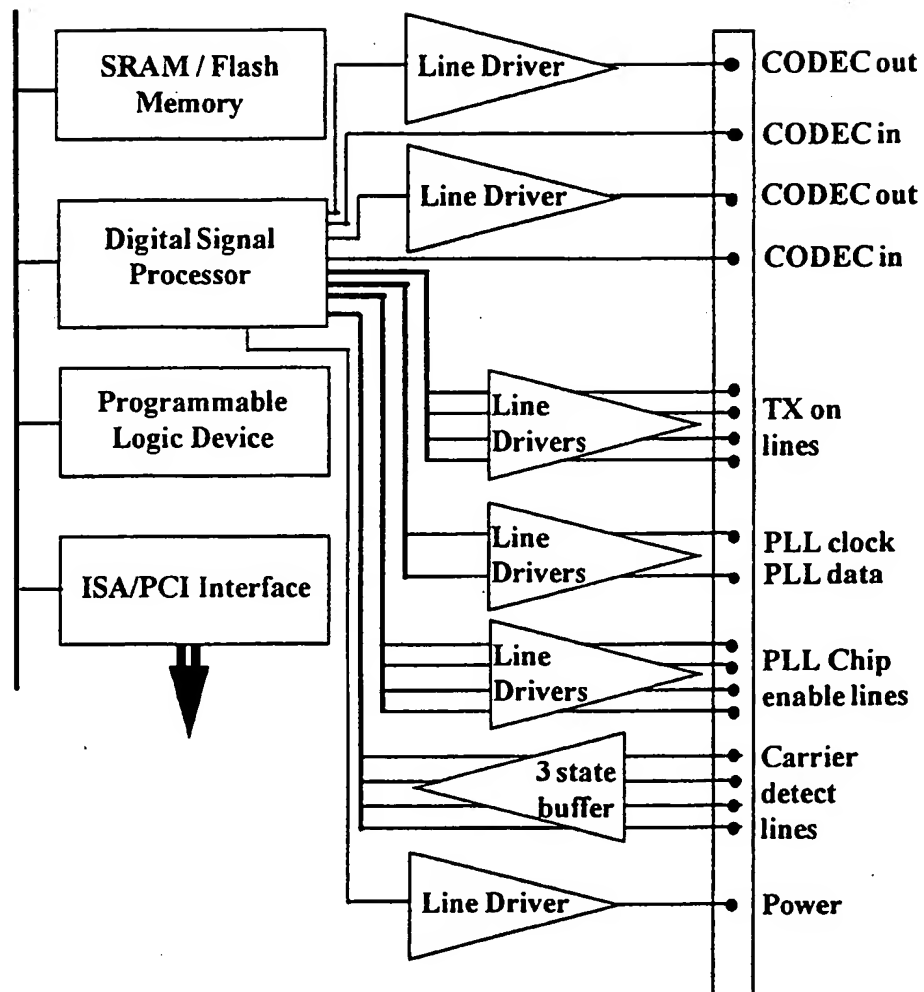 SRAM / Flash
Memory
Digital Signal
Processor
Programmable
Logic Device
ISA/PCI Interface
Line Driver
Line Driver
Line
Drivers
Line
Drivers
Line
Drivers
3 state
buffer
Line Driver
CODEC out
CODEC in
CODEC out
CODEC in
TX on
lines
PLL clock
PLL data
PLL Chip
enable lines
Carrier
detect
lines
Power